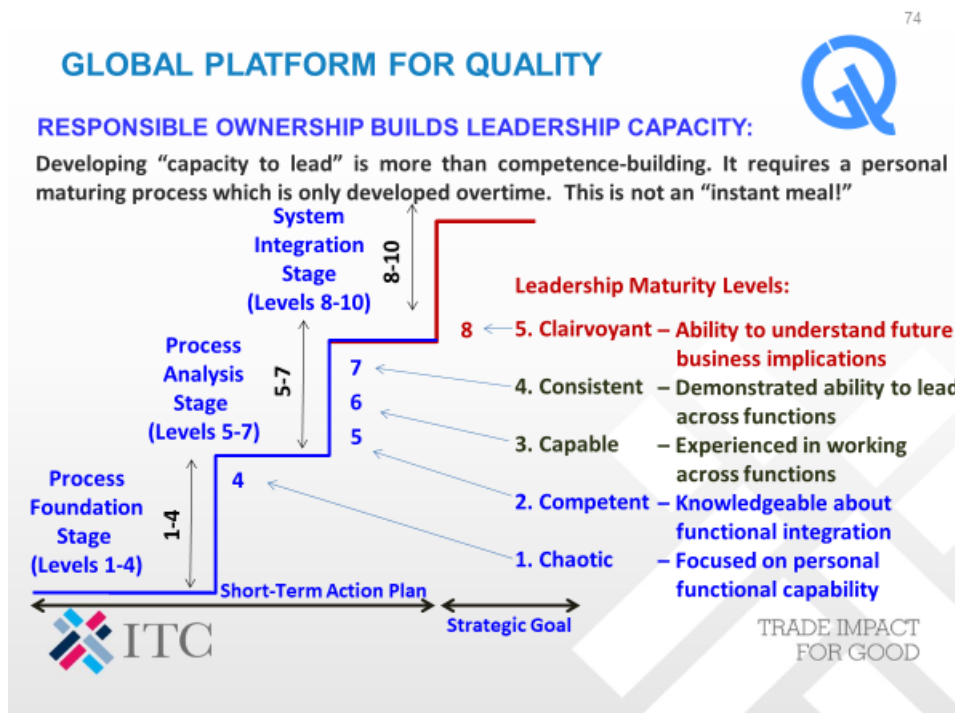 74
GLOBAL PLATFORM FOR QUALITY
RESPONSIBLE OWNERSHIP BUILDS LEADERSHIP CAPACITY:
Developing “capacity to lead” is more than competence-building. It requires a personal
maturing process which is only developed overtime. This is not an “instant meal!”
System
Integration
Stage
(Levels 8-10)
8-10
Process
Analysis
Stage
(Levels 5-7)
5-7
Process
Foundation
Stage
(Levels 1-4)
1-4
Leadership Maturity Levels:
8 5. Clairvoyant – Ability to understand future
business implications
7 4. Consistent – Demonstrated ability to lead
across functions
6 3. Capable – Experienced in working
across functions
5 2. Competent – Knowledgeable about
functional integration
4 1. Chaotic – Focused on personal
functional capability
Short-Term Action Plan
Strategic Goal
ITC
TRADE IMPACT
FOR GOOD